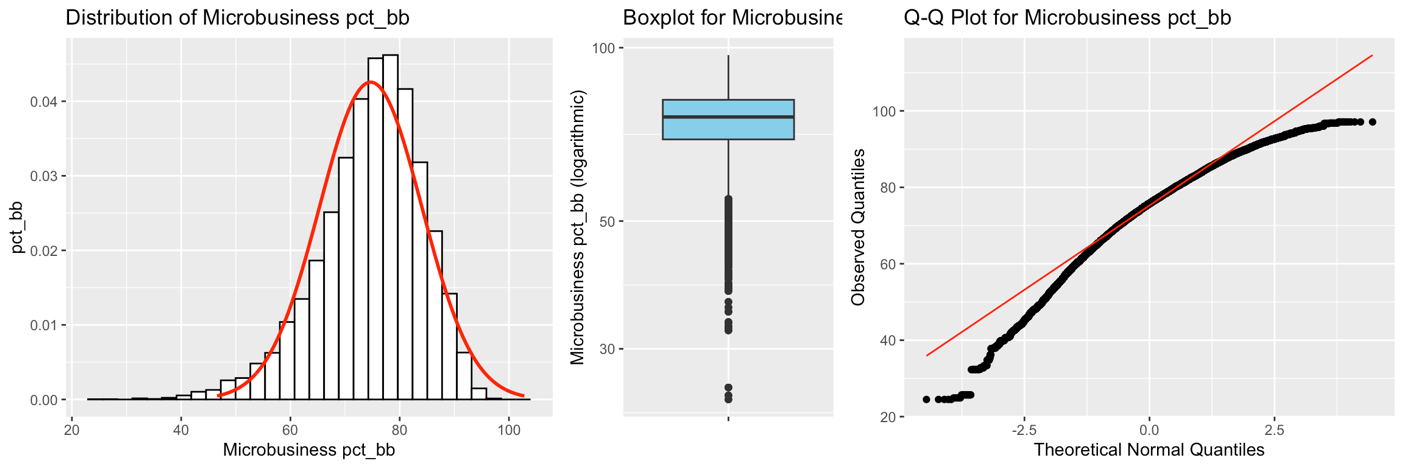 Distribution of Microbusiness pct_bb
pct_bb
0.04
0.03
0.02
0.01
0.00
20
40
60
80
100
Microbusiness pct_bb
Boxplot for Microbusine
Microbusiness pct_bb (logarithmic)
100
50
30
Q-Q Plot for Microbusiness pct_bb
Observed Quantiles
100
80
60
40
20
-2.5
0.0
2.5
Theoretical Normal Quantiles